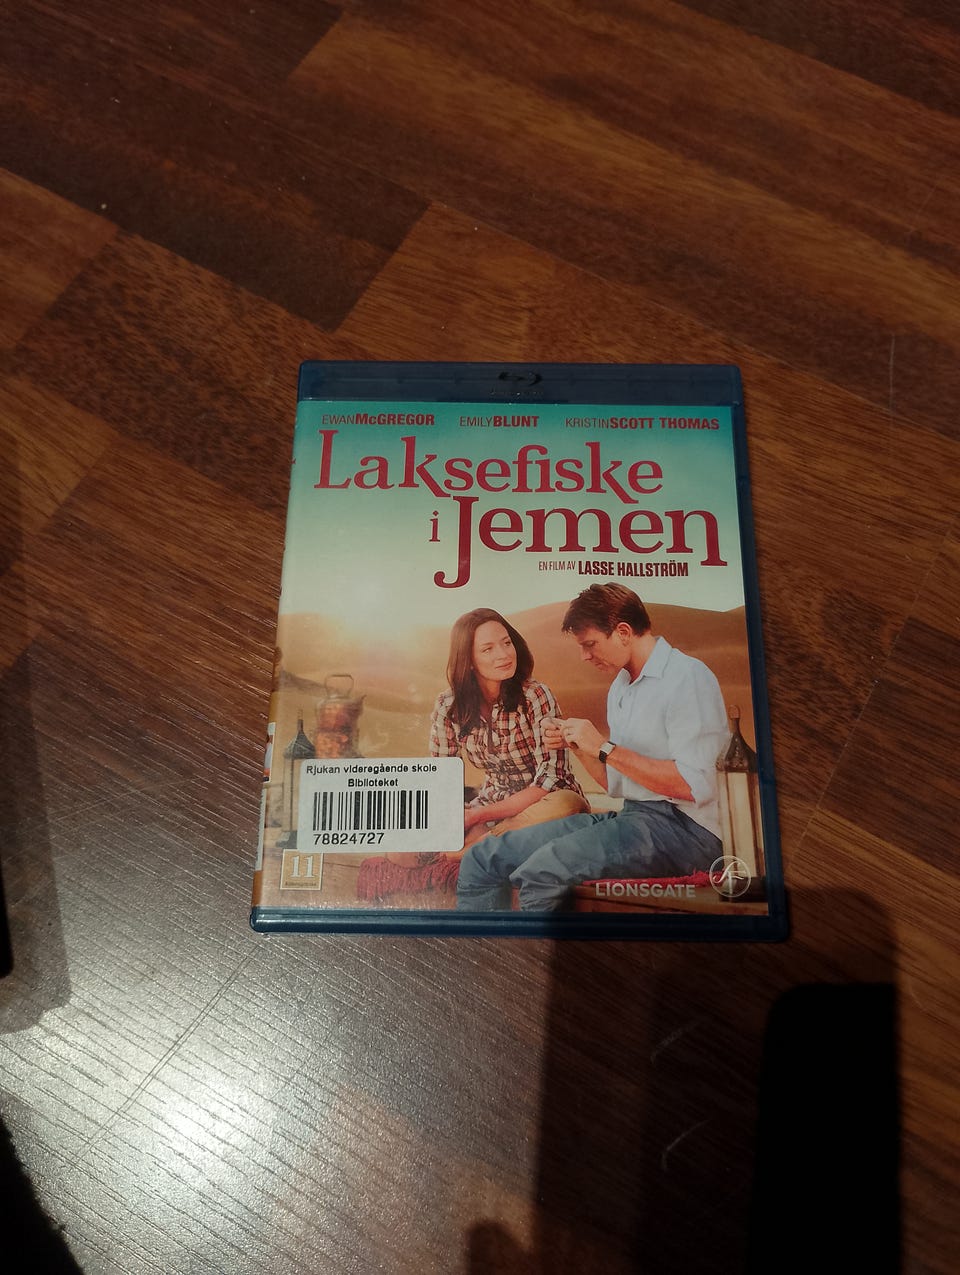 EWAN McGREGOR EMILY BLUNT KRISTIN SCOTT THOMAS
Laksefiske
i Jemen
EN FILM AV LASSE HALLSTRÖM
Rjukan videregående skole
Biblioteket
78824727
11
LIONSGATE